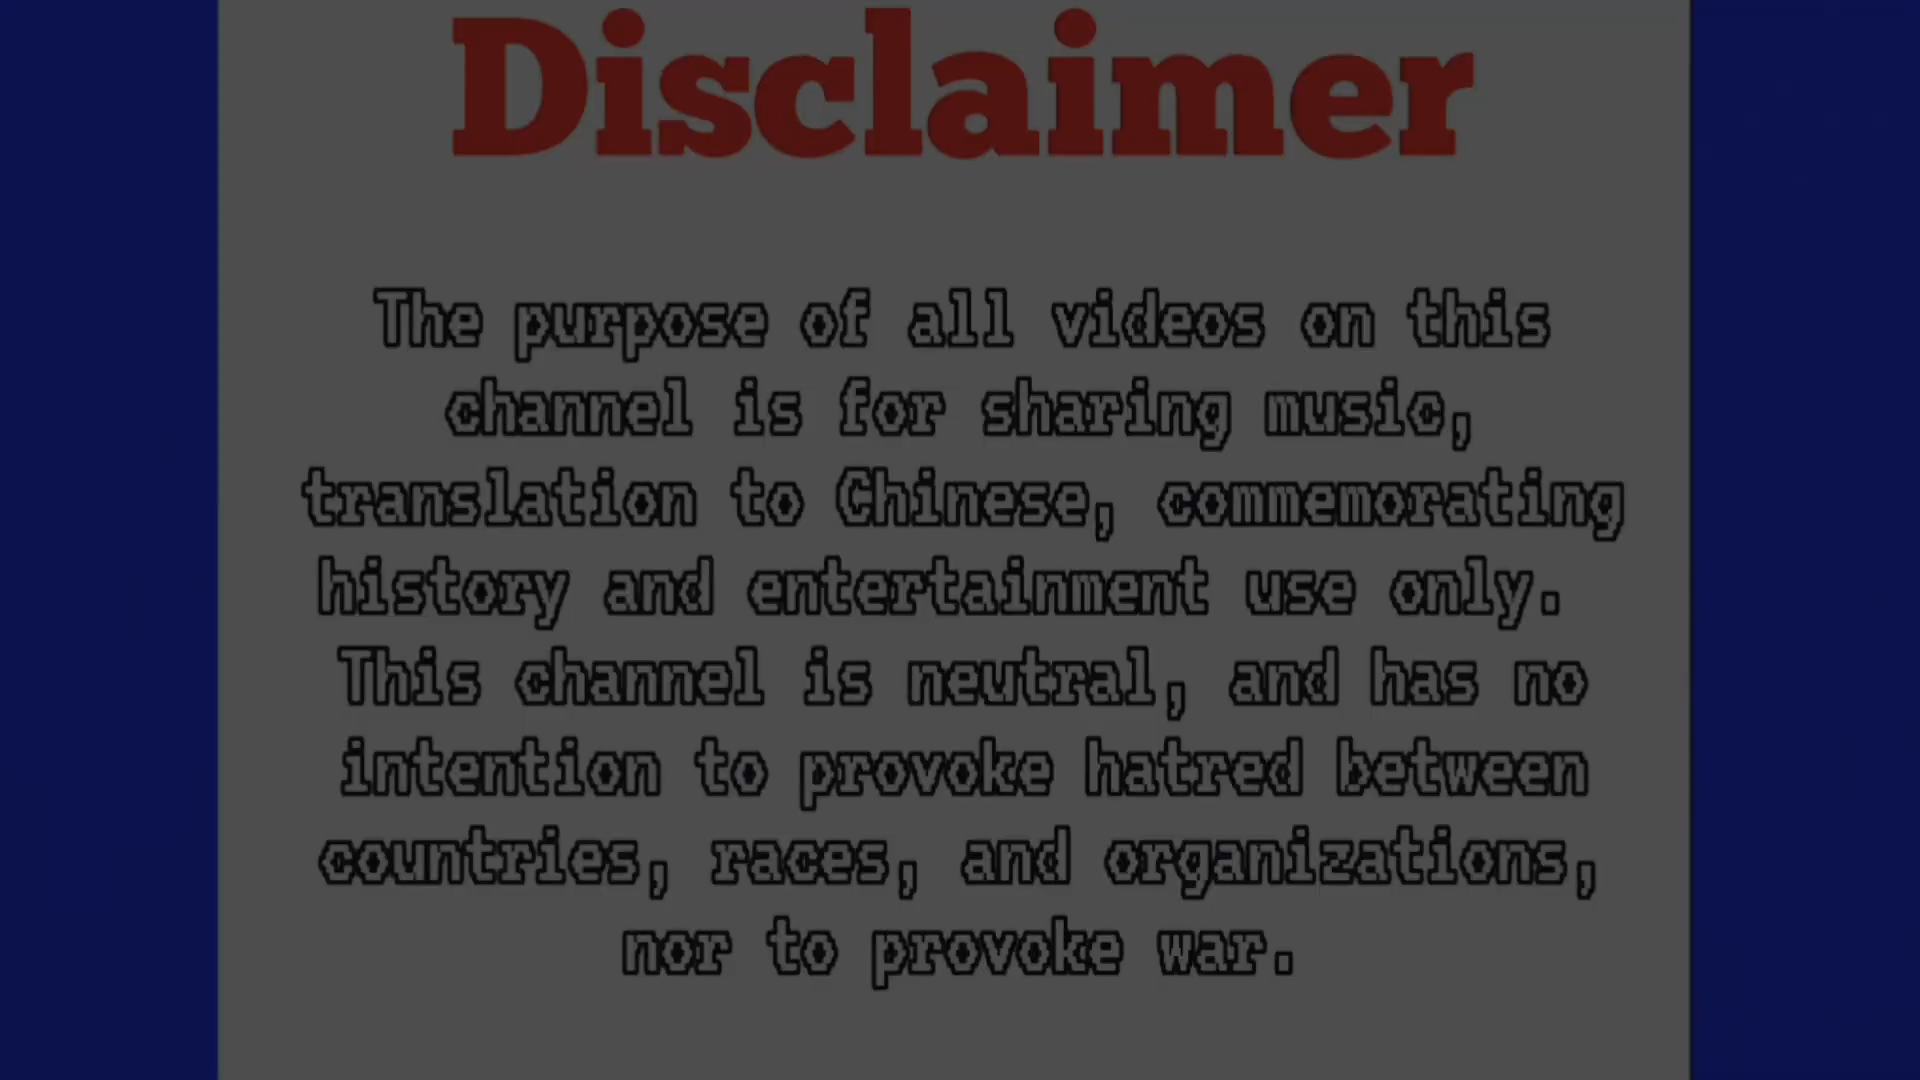 Disclaimer
The purpose of all videos on this
channel is for sharing music,
translation to Chinese, commemorating
history and entertainment use only.
This channel is neutral, and has no
intention to provoke hatred between
countries, races, and organizations,
nor to provoke war.